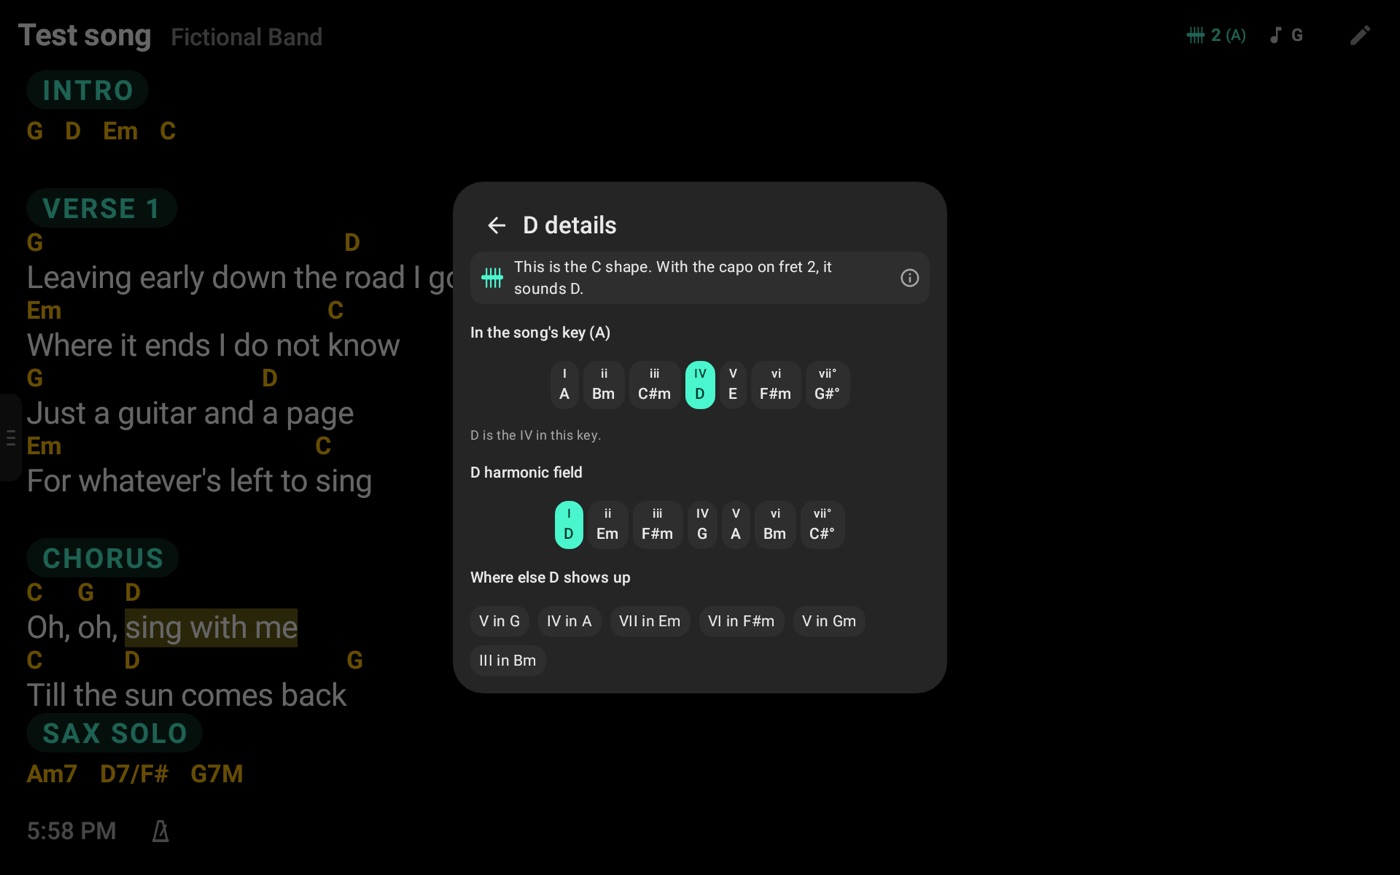 Test song Fictional Band 2 (A) G
INTRO
G D Em C
VERSE 1
G D
Leaving early down the road I go
Em C
Where it ends I do not know
G D
Just a guitar and a page
Em C
For whatever's left to sing
CHORUS
C G D
Oh, oh, sing with me
C D G
Till the sun comes back
SAX SOLO
Am7 D7/F# G7M
5:58 PM
D details
This is the C shape. With the capo on fret 2, it
sounds D.
In the song's key (A)
I ii iii IV V vi vii°
A Bm C#m D E F#m G#°
D is the IV in this key.
D harmonic field
I ii iii IV V vi vii°
D Em F#m G A Bm C#°
Where else D shows up
V in G IV in A VII in Em VI in F#m V in Gm
III in Bm